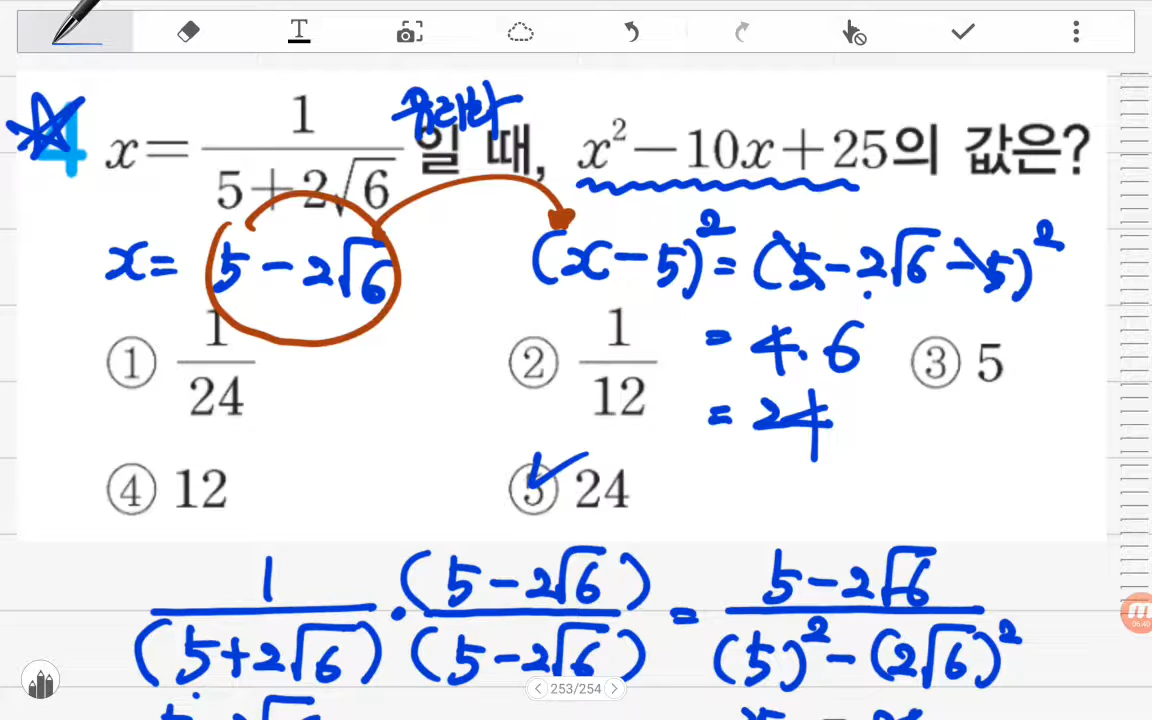 4 x = 1/(5+2√6) 일 때, x² − 10x + 25의 값은?
유리화
x = 5 − 2√6
(x − 5)² = (5 − 2√6 − 5)²
= 4·6
= 24
① 1/24 ② 1/12 ③ 5
④ 12 ⑤ 24
1/(5+2√6) · (5−2√6)/(5−2√6) = (5−2√6)/((5)² − (2√6)²)
253/254
06:40